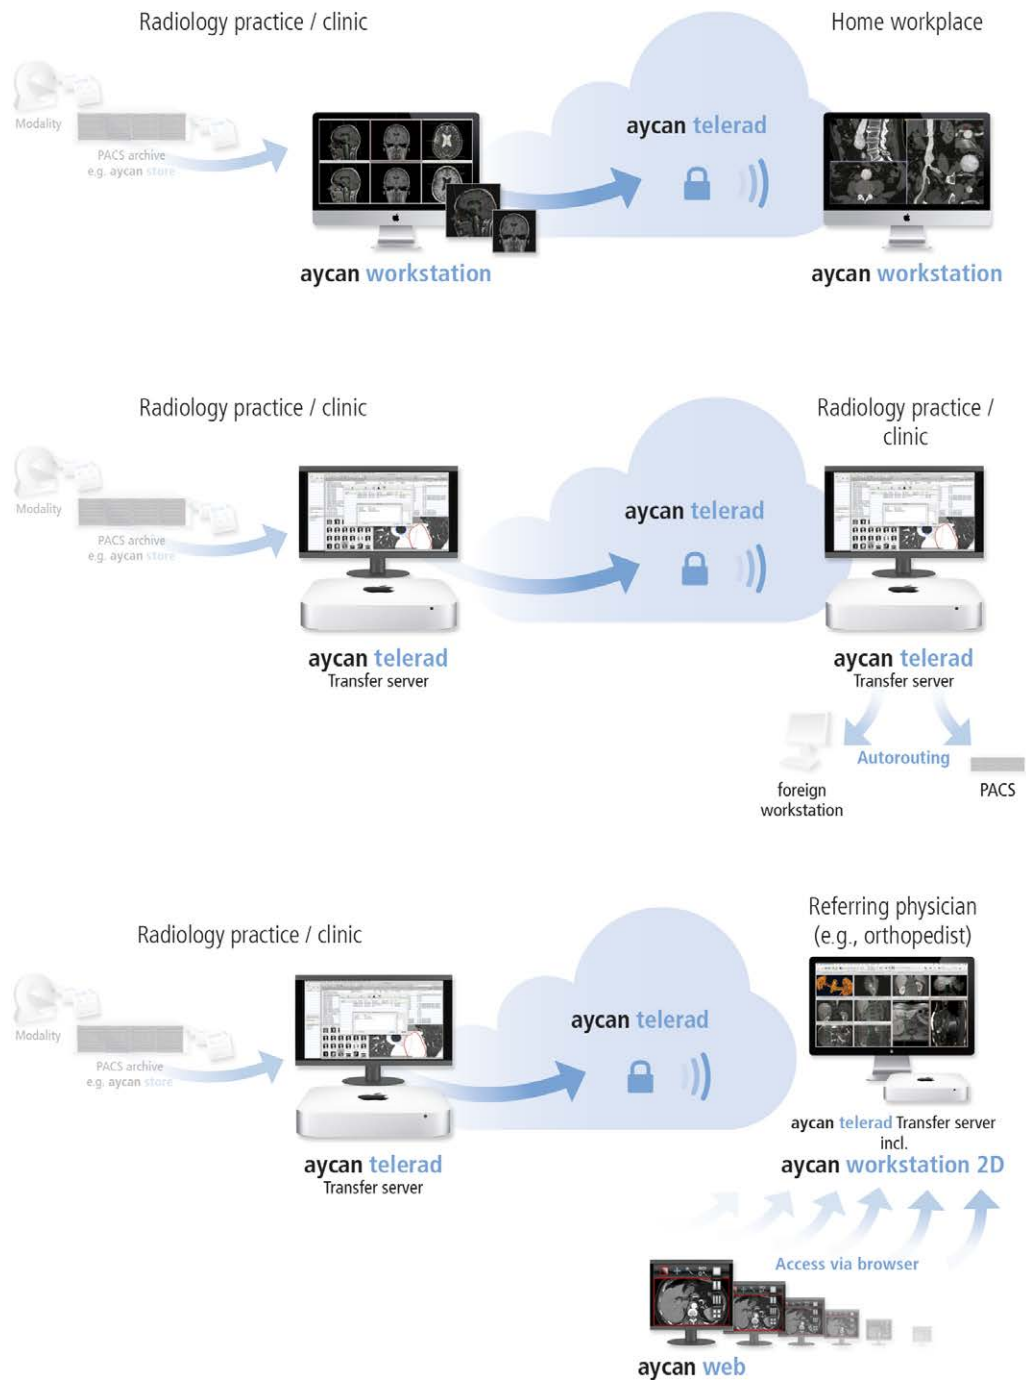 Radiology practice / clinic
Home workplace
Modality
PACS archive
e.g. aycan store
aycan telerad
aycan workstation
aycan workstation
Radiology practice / clinic
Radiology practice /
clinic
Modality
PACS archive
e.g. aycan store
aycan telerad
aycan telerad
Transfer server
aycan telerad
Transfer server
Autorouting
foreign
workstation
PACS
Radiology practice / clinic
Referring physician
(e.g., orthopedist)
Modality
PACS archive
e.g. aycan store
aycan telerad
aycan telerad
Transfer server
aycan telerad Transfer server
incl.
aycan workstation 2D
Access via browser
aycan web